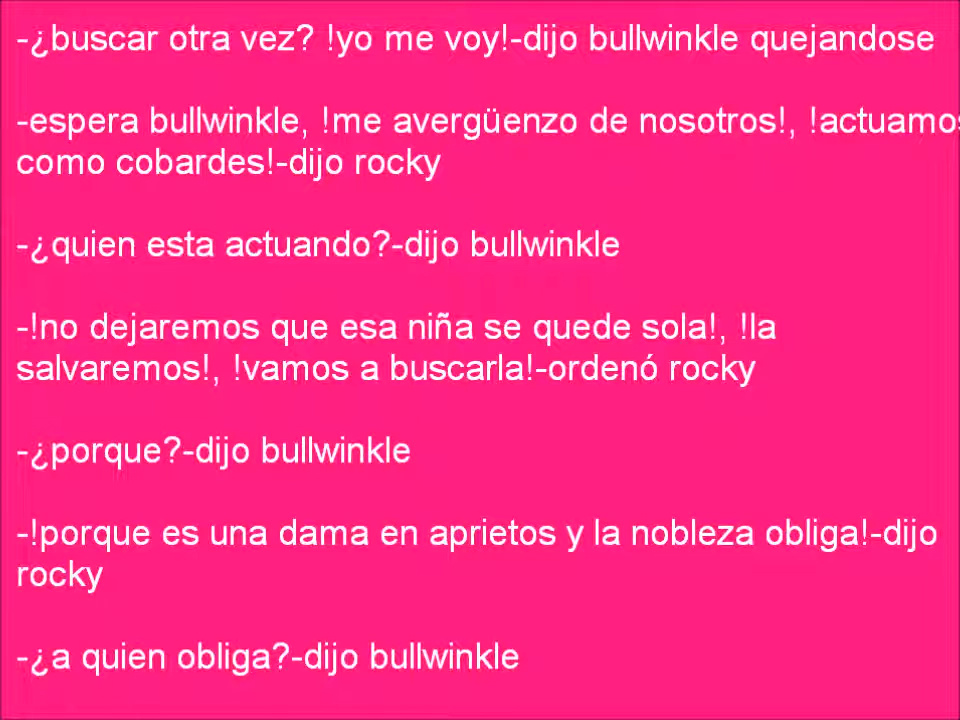 -¿buscar otra vez? !yo me voy!-dijo bullwinkle quejandose
-espera bullwinkle, !me avergüenzo de nosotros!, !actuamos
como cobardes!-dijo rocky
-¿quien esta actuando?-dijo bullwinkle
-!no dejaremos que esa niña se quede sola!, !la
salvaremos!, !vamos a buscarla!-ordenó rocky
-¿porque?-dijo bullwinkle
-!porque es una dama en aprietos y la nobleza obliga!-dijo
rocky
-¿a quien obliga?-dijo bullwinkle